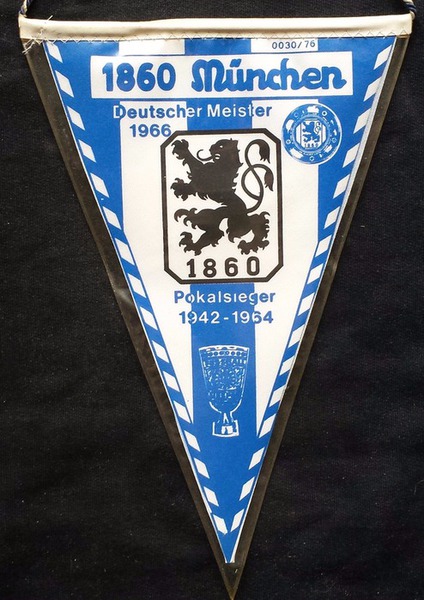 0030/76
1860 München
Deutscher Meister
1966
1860
Pokalsieger
1942-1964